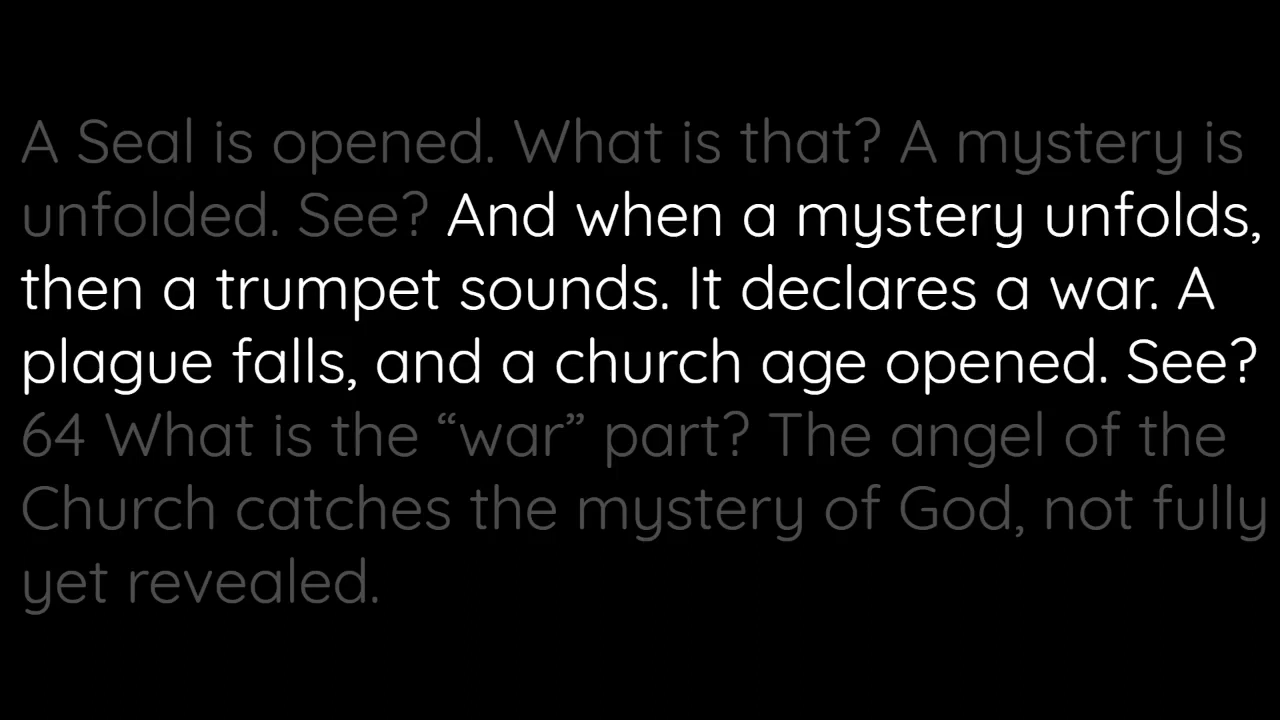 A Seal is opened. What is that? A mystery is
unfolded. See? And when a mystery unfolds,
then a trumpet sounds. It declares a war. A
plague falls, and a church age opened. See?
64 What is the “war” part? The angel of the
Church catches the mystery of God, not fully
yet revealed.